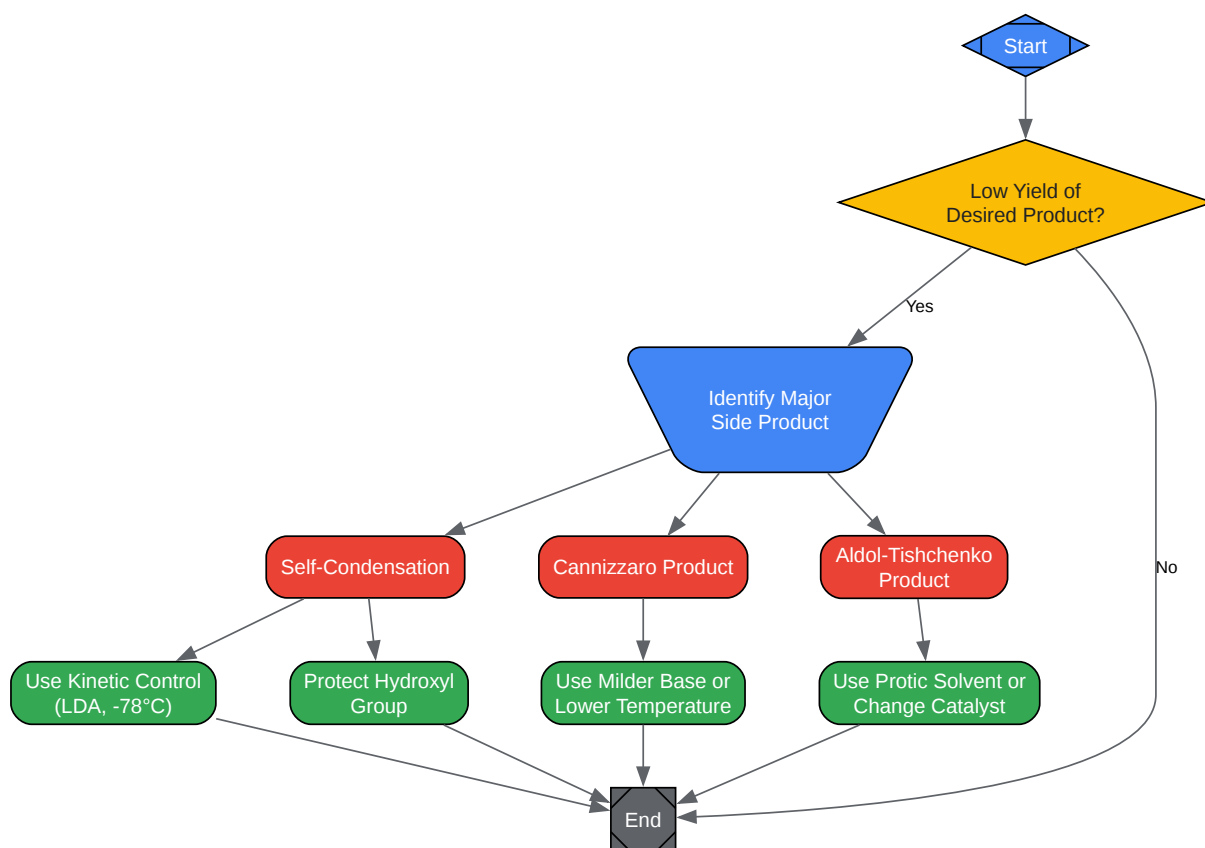 Start
Low Yield of
Desired Product?
Yes
Identify Major
Side Product
No
Self-Condensation
Cannizzaro Product
Aldol-Tishchenko
Product
Use Kinetic Control
(LDA, -78°C)
Protect Hydroxyl
Group
Use Milder Base or
Lower Temperature
Use Protic Solvent or
Change Catalyst
End